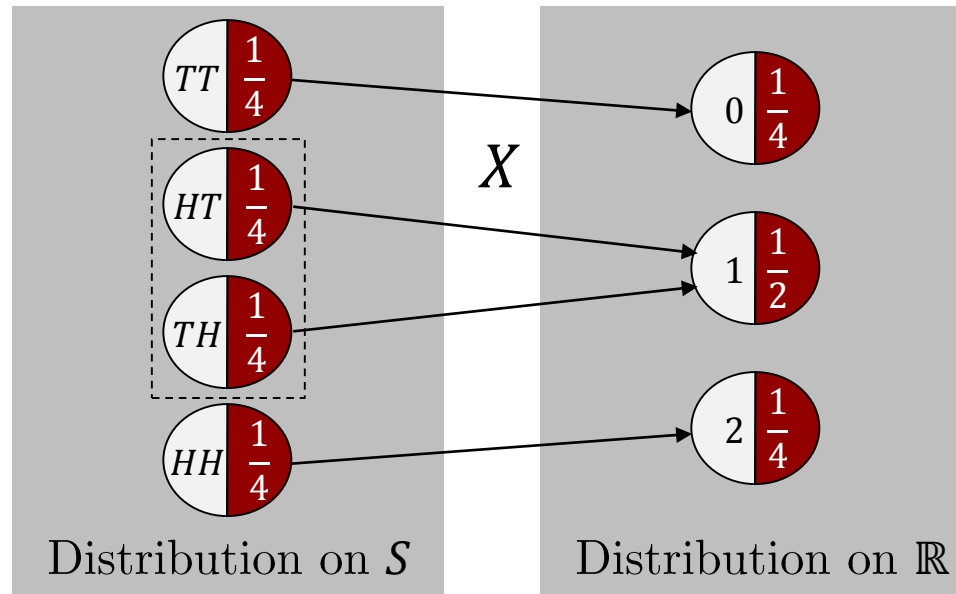 TT 1/4
HT 1/4
TH 1/4
HH 1/4
Distribution on S
X
0 1/4
1 1/2
2 1/4
Distribution on ℝ